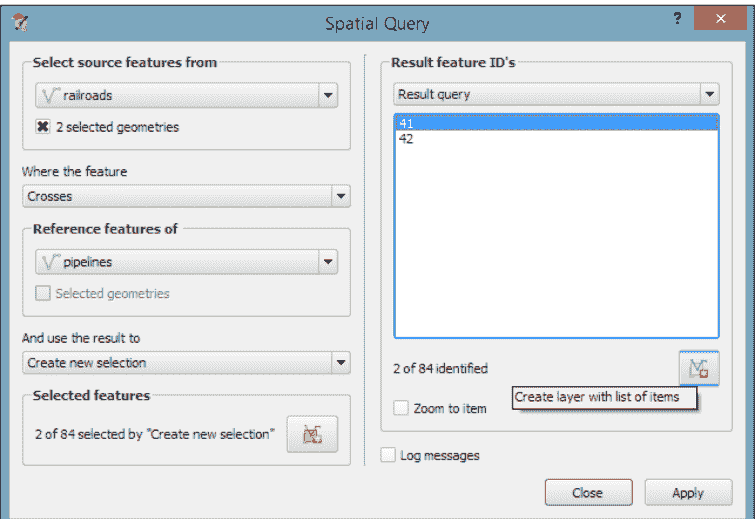 Spatial Query
?
Select source features from
railroads
2 selected geometries
Where the feature
Crosses
Reference features of
pipelines
Selected geometries
And use the result to
Create new selection
Selected features
2 of 84 selected by "Create new selection"
Result feature ID's
Result query
41
42
2 of 84 identified
Create layer with list of items
Zoom to item
Log messages
Close
Apply